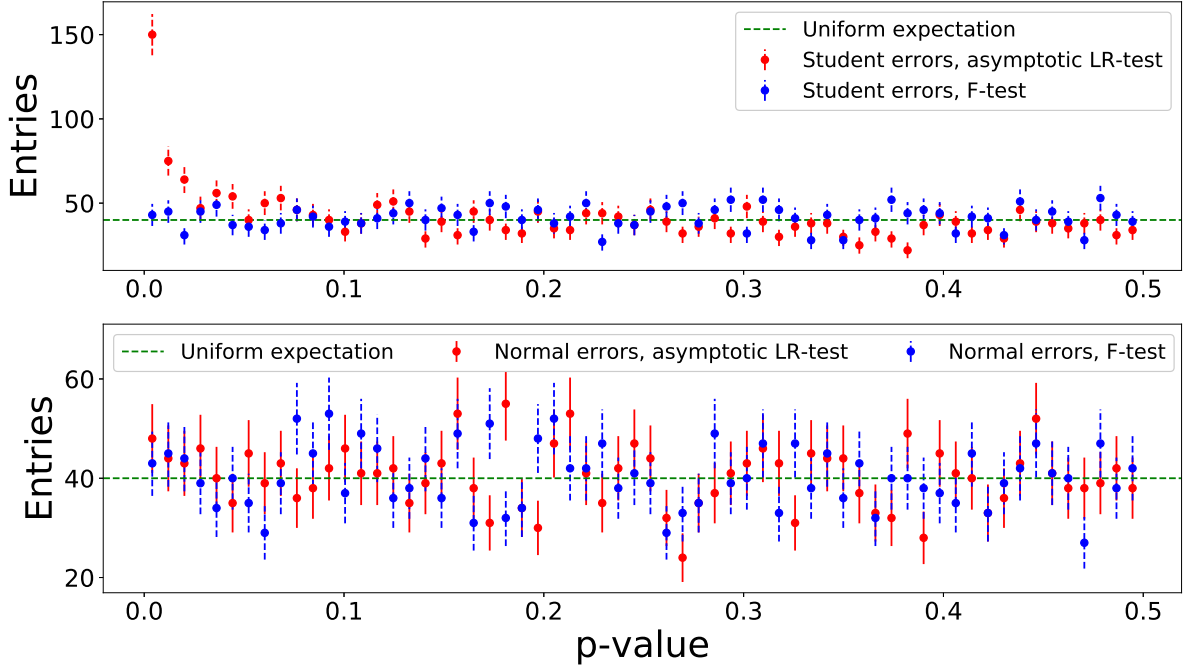 Entries
150
100
50
Uniform expectation
Student errors, asymptotic LR-test
Student errors, F-test
0.0 0.1 0.2 0.3 0.4 0.5
Entries
60
40
20
Uniform expectation Normal errors, asymptotic LR-test Normal errors, F-test
0.0 0.1 0.2 0.3 0.4 0.5
p-value